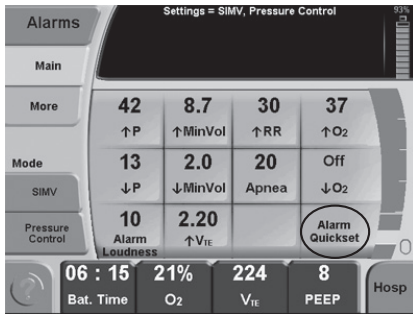 Alarms
Settings = SIMV, Pressure Control
93%
Main
More
42
8.7
30
37
↑P
↑MinVol
↑RR
↑O2
13
2.0
20
Off
↓P
↓MinVol
Apnea
↓O2
Mode
SIMV
Pressure
Control
10
2.20
Alarm
Loudness
↑VTE
Alarm
Quickset
0
06 : 15
21%
224
8
Bat. Time
O2
VTE
PEEP
Hosp
?